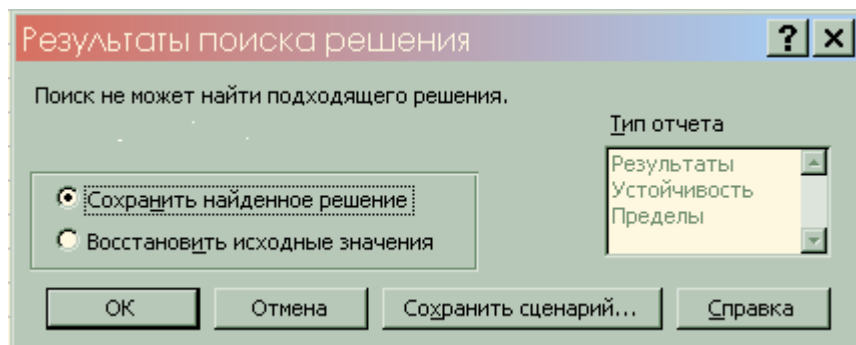 Результаты поиска решения
? ×
Поиск не может найти подходящего решения.
Тип отчета
Результаты
Устойчивость
Пределы
Сохранить найденное решение
Восстановить исходные значения
ОК Отмена Сохранить сценарий... Справка